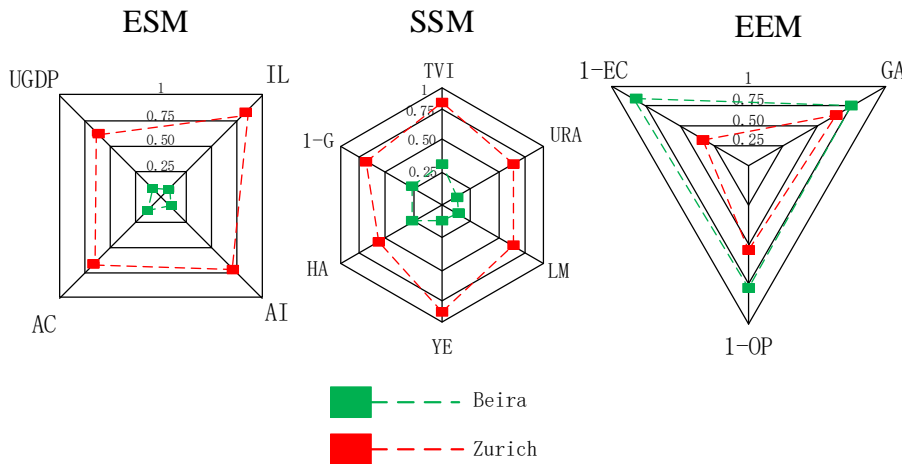 ESM
SSM
EEM
UGDP
1
IL
0.75
0.50
0.25
AC
AI
TVI
1
0.75
0.50
0.25
1-G
URA
HA
LM
YE
1-EC
1
GA
0.75
0.50
0.25
1-OP
Beira
Zurich